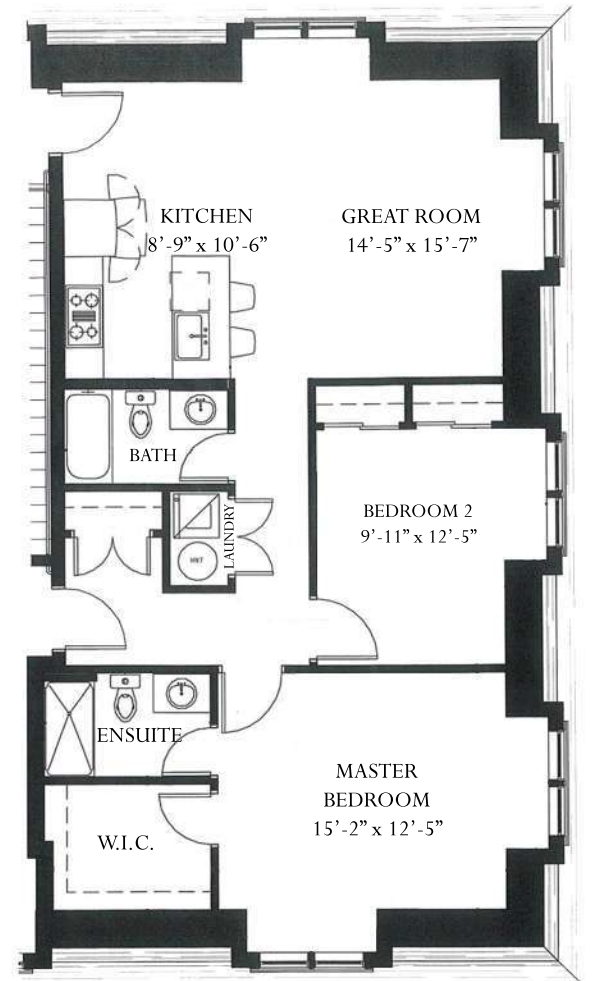 KITCHEN
8'-9" x 10'-6"
GREAT ROOM
14'-5" x 15'-7"
BATH
LAUNDRY
HWT
BEDROOM 2
9'-11" x 12'-5"
ENSUITE
MASTER
BEDROOM
15'-2" x 12'-5"
W.I.C.